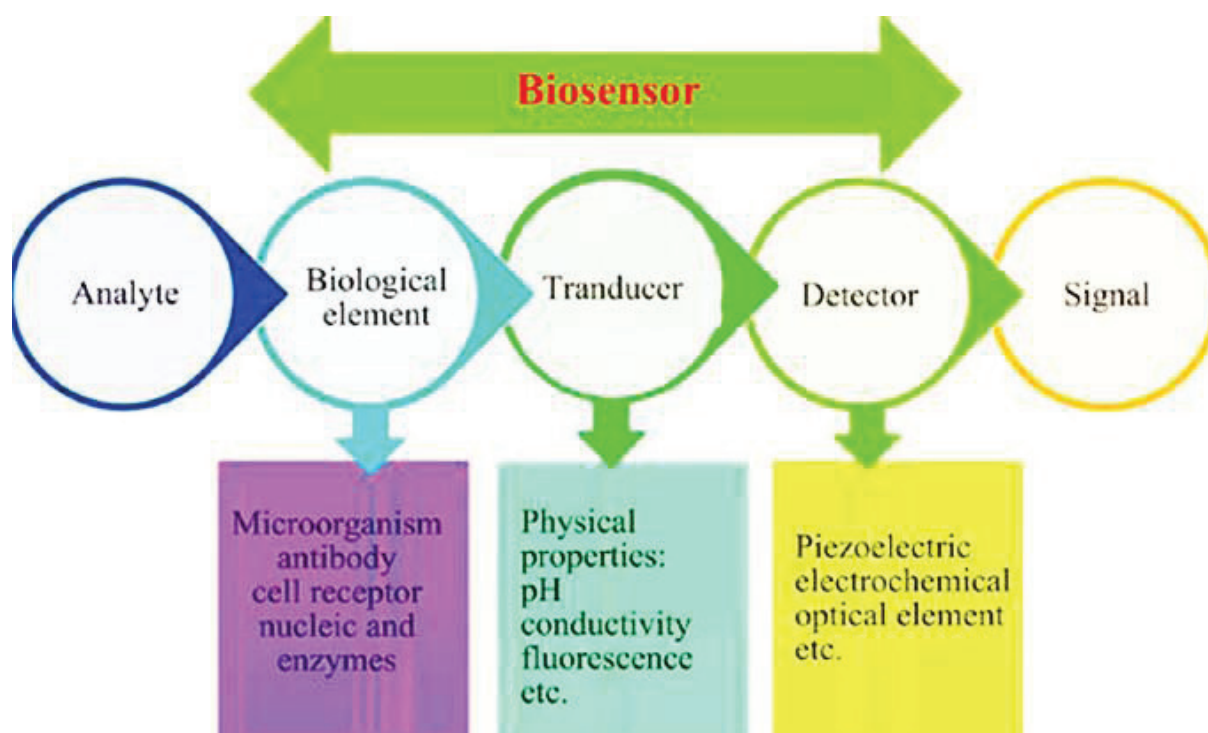 Biosensor
Analyte
Biological
element
Tranducer
Detector
Signal
Microorganism
antibody
cell receptor
nucleic and
enzymes
Physical
properties:
pH
conductivity
fluorescence
etc.
Piezoelectric
electrochemical
optical element
etc.